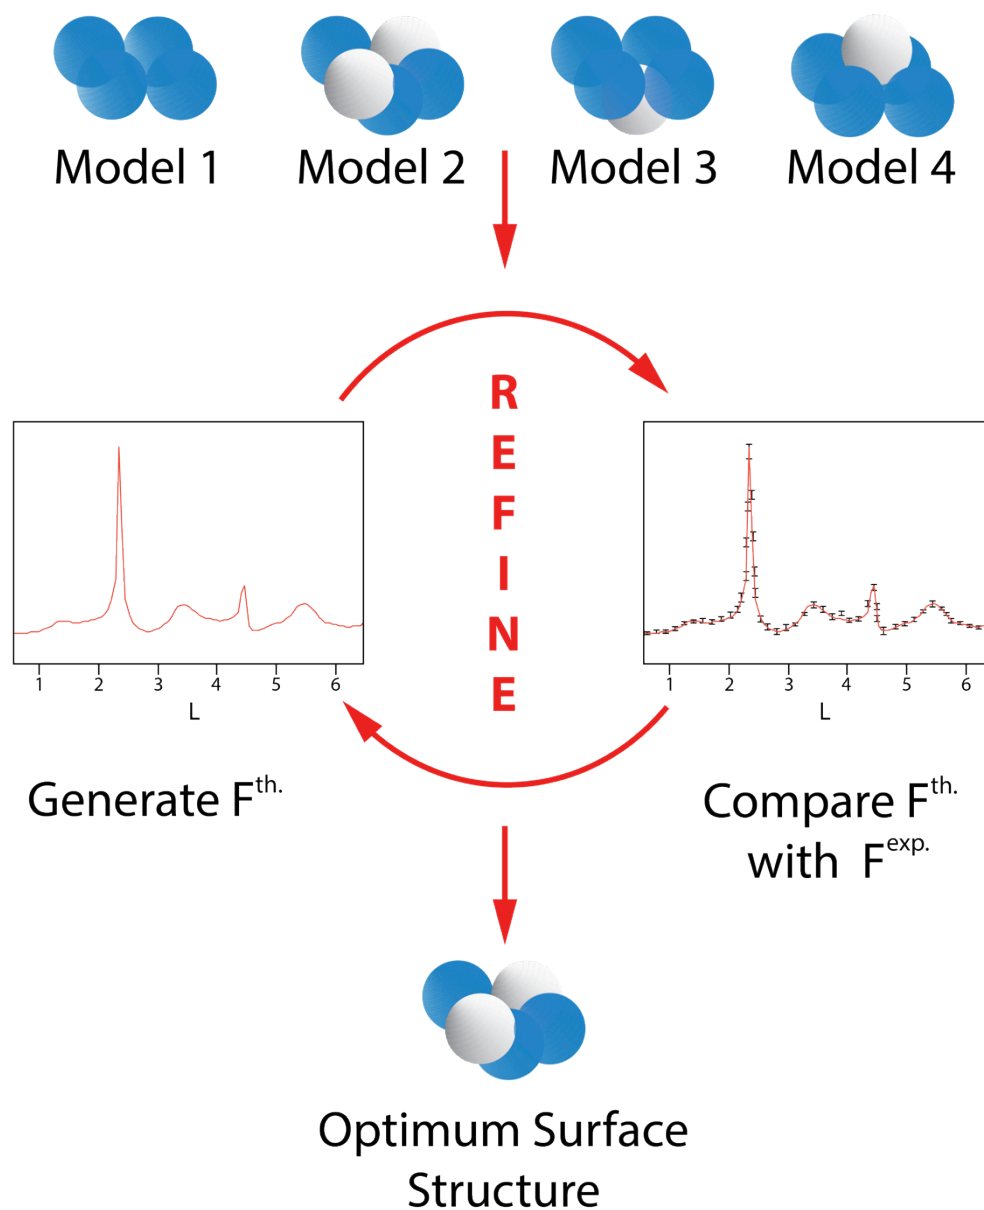 Model 1 Model 2 Model 3 Model 4
R
E
F
I
N
E
1 2 3 4 5 6
L
1 2 3 4 5 6
L
Generate F^th.
Compare F^th.
with F^exp.
Optimum Surface
Structure